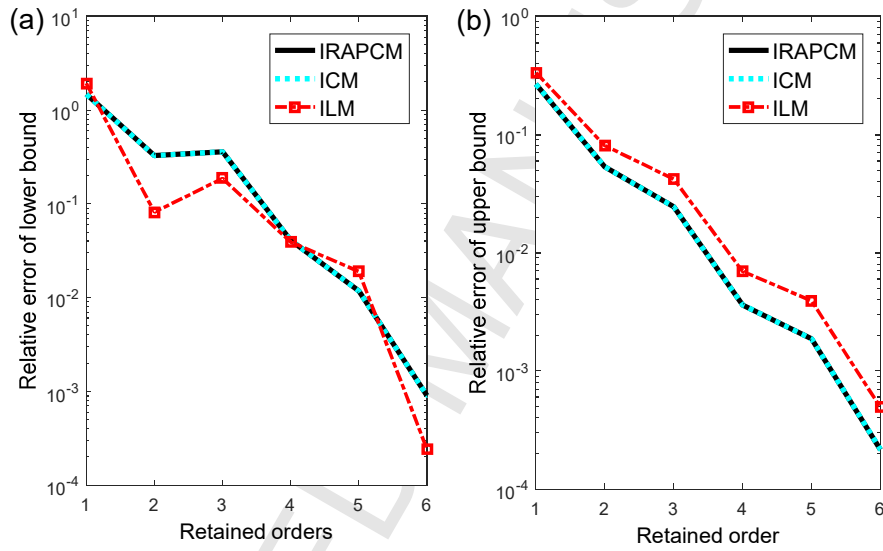 (a)
Relative error of lower bound
10^1
10^0
10^-1
10^-2
10^-3
10^-4
IRAPCM
ICM
ILM
1 2 3 4 5 6
Retained orders
(b)
Relative error of upper bound
10^0
10^-1
10^-2
10^-3
10^-4
IRAPCM
ICM
ILM
1 2 3 4 5 6
Retained order